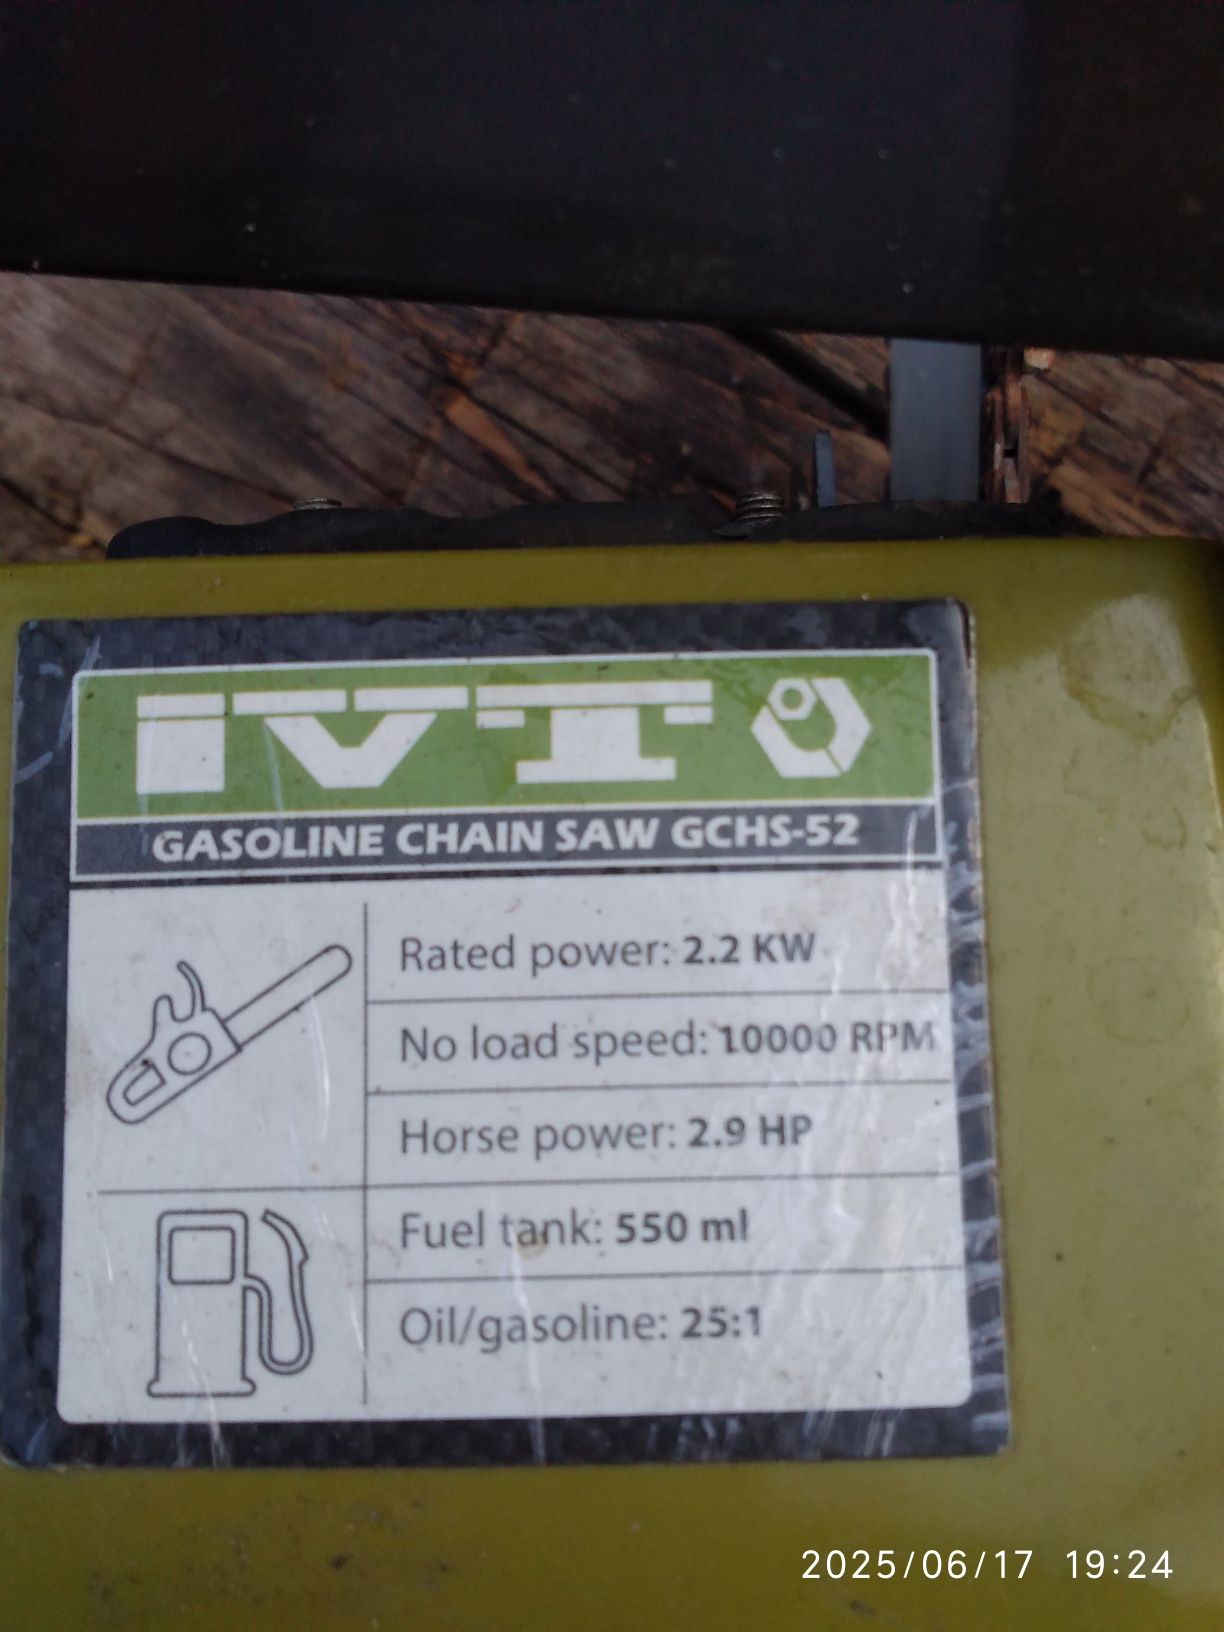 IVT
GASOLINE CHAIN SAW GCHS-52
Rated power: 2.2 KW
No load speed: 10000 RPM
Horse power: 2.9 HP
Fuel tank: 550 ml
Oil/gasoline: 25:1
2025/06/17 19:24